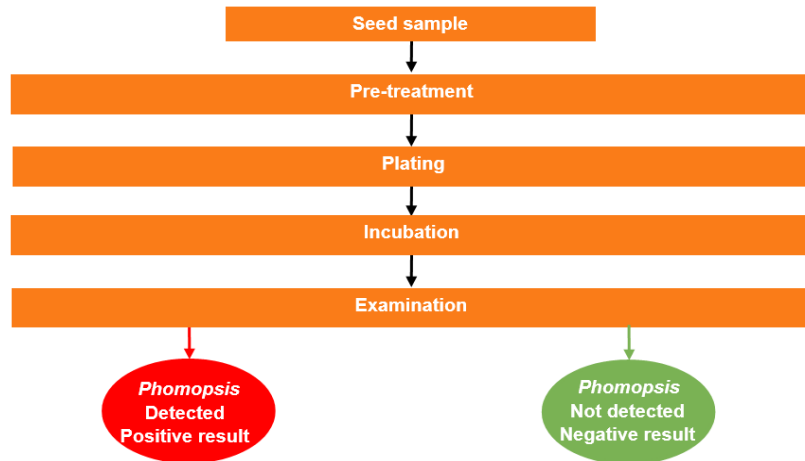 Seed sample
Pre-treatment
Plating
Incubation
Examination
Phomopsis
Detected
Positive result
Phomopsis
Not detected
Negative result